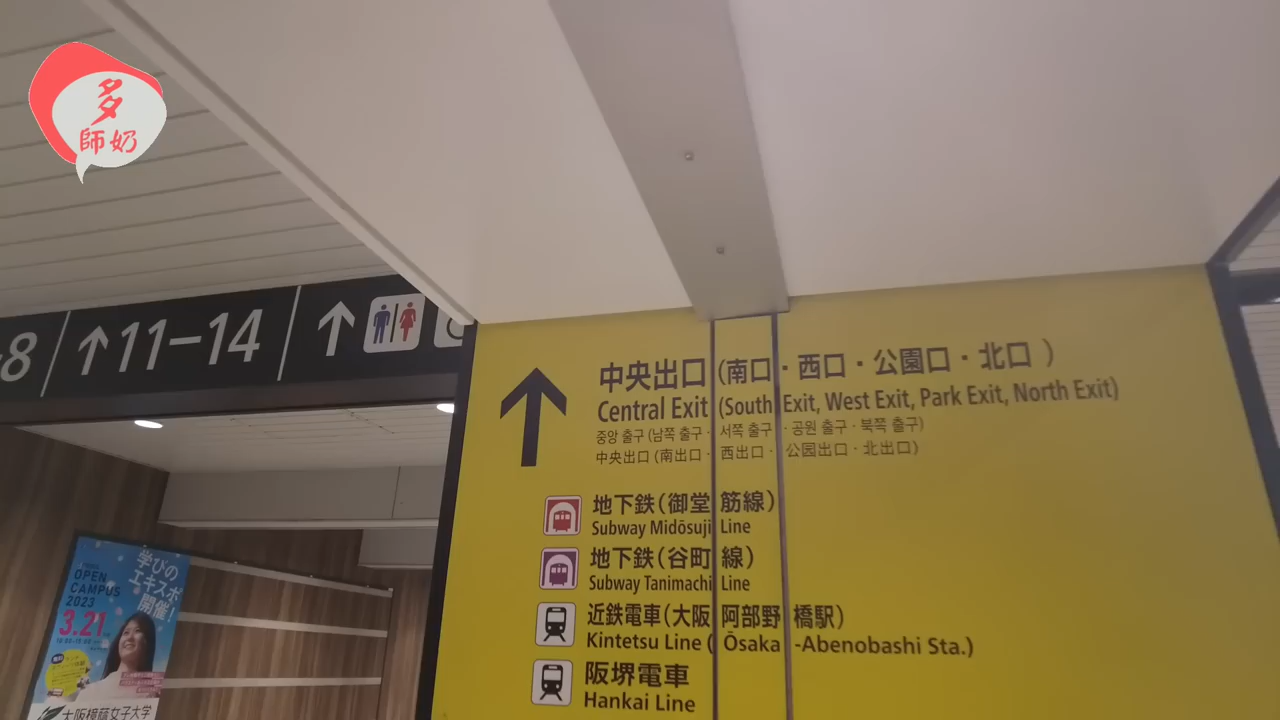 多
師奶
-8
11-14
中央出口(南口・西口・公園口・北口)
Central Exit (South Exit, West Exit, Park Exit, North Exit)
중앙 출구 (남쪽 출구· 서쪽 출구 · 공원 출구 · 북쪽 출구)
中央出口 (南出口· 西出口 · 公园出口 · 北出口)
地下鉄(御堂筋線)
Subway Midōsuji Line
地下鉄(谷町線)
Subway Tanimachi Line
近鉄電車(大阪阿部野橋駅)
Kintetsu Line (Ōsaka-Abenobashi Sta.)
阪堺電車
Hankai Line
学びの
エキスポ
開催!
OPEN
CAMPUS
2023
3.21
大阪樟蔭女子大学